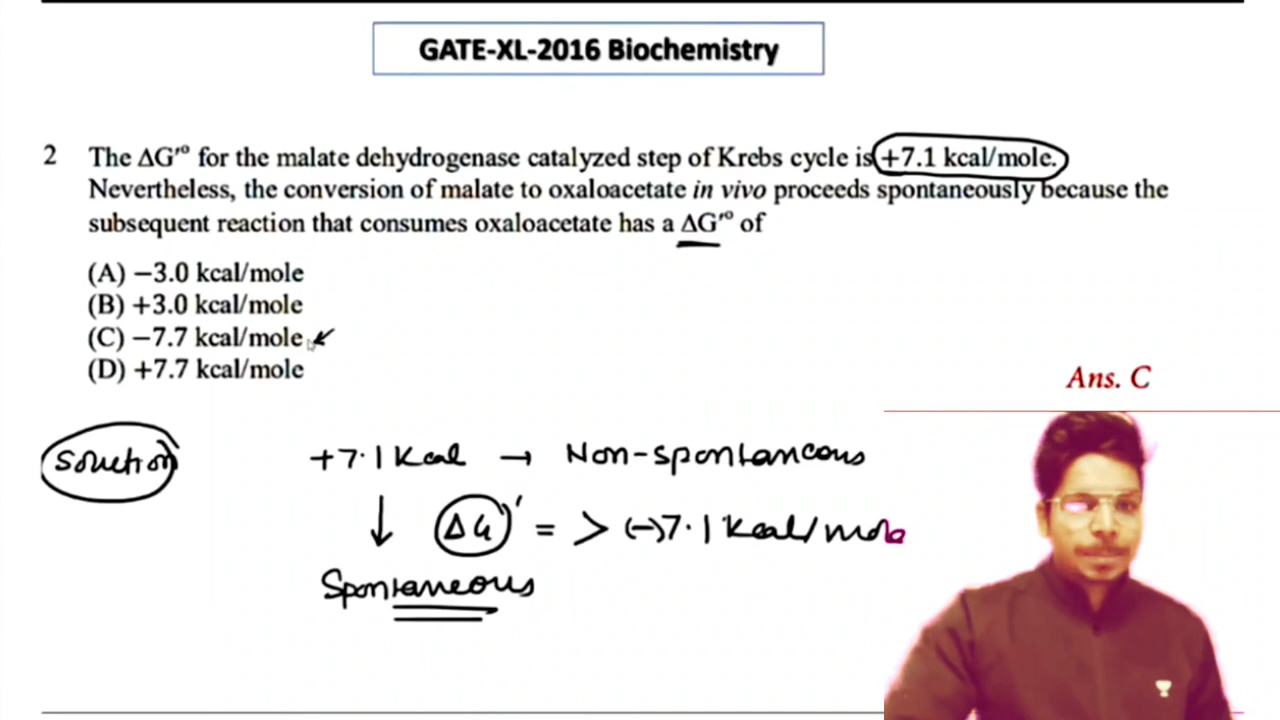 GATE-XL-2016 Biochemistry
2 The ΔG'° for the malate dehydrogenase catalyzed step of Krebs cycle is +7.1 kcal/mole.
Nevertheless, the conversion of malate to oxaloacetate in vivo proceeds spontaneously because the
subsequent reaction that consumes oxaloacetate has a ΔG'° of
(A) −3.0 kcal/mole
(B) +3.0 kcal/mole
(C) −7.7 kcal/mole
(D) +7.7 kcal/mole
Ans. C
Solution
+7.1 Kcal → Non-spontaneous
↓ ΔG' = > (-)7.1 Kcal/mole
Spontaneous